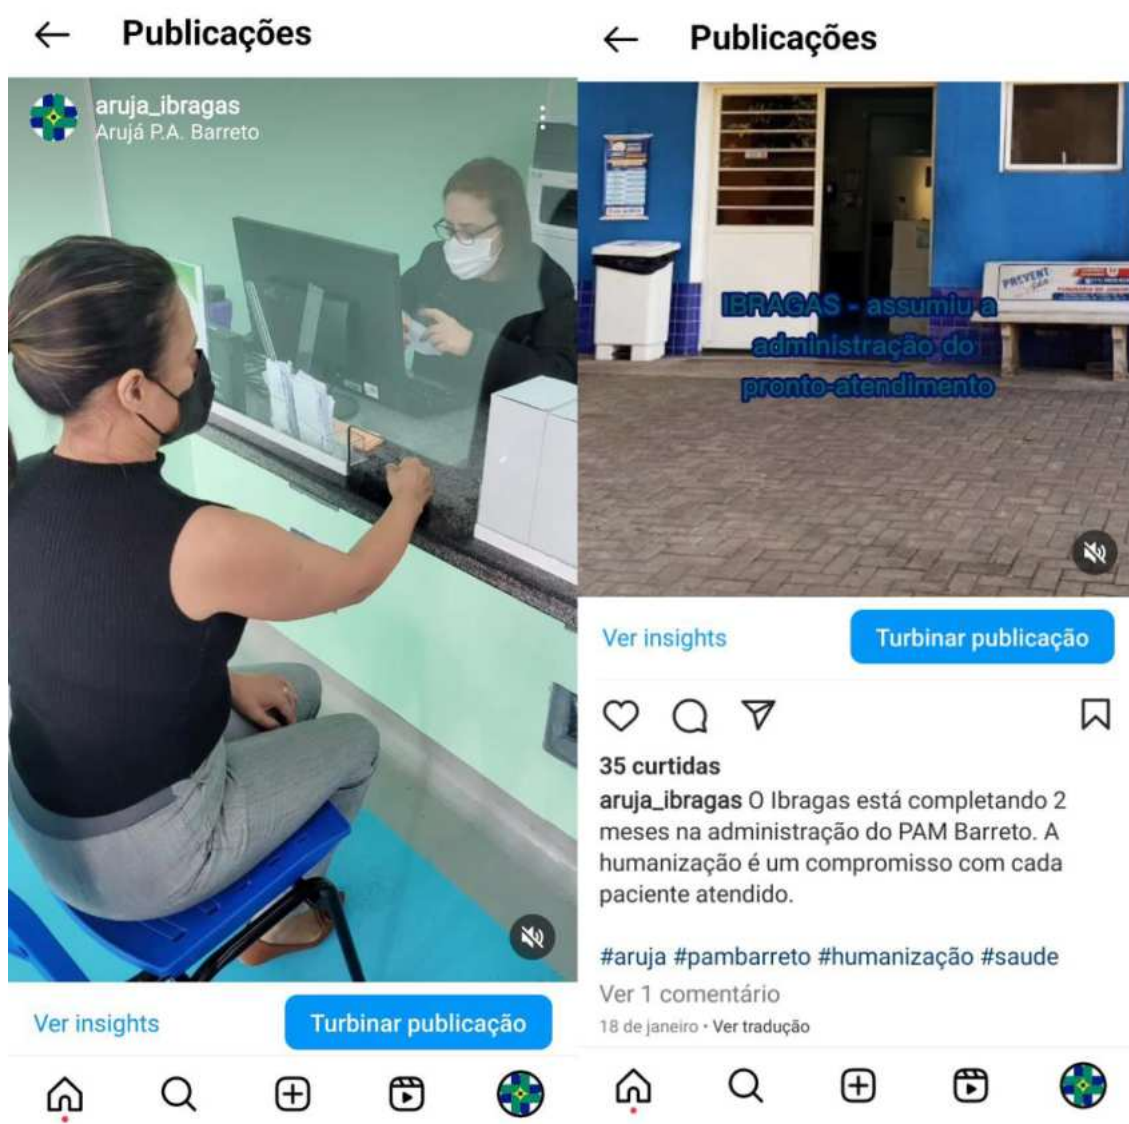 Publicações
aruja_ibragas
Arujá P.A. Barreto
Ver insights
Turbinar publicação
Publicações
PREVENT
IBRAGAS - assumiu a
administração do
pronto-atendimento
Ver insights
Turbinar publicação
35 curtidas
aruja_ibragas O Ibragas está completando 2
meses na administração do PAM Barreto. A
humanização é um compromisso com cada
paciente atendido.
#aruja #pambarreto #humanização #saude
Ver 1 comentário
18 de janeiro • Ver tradução